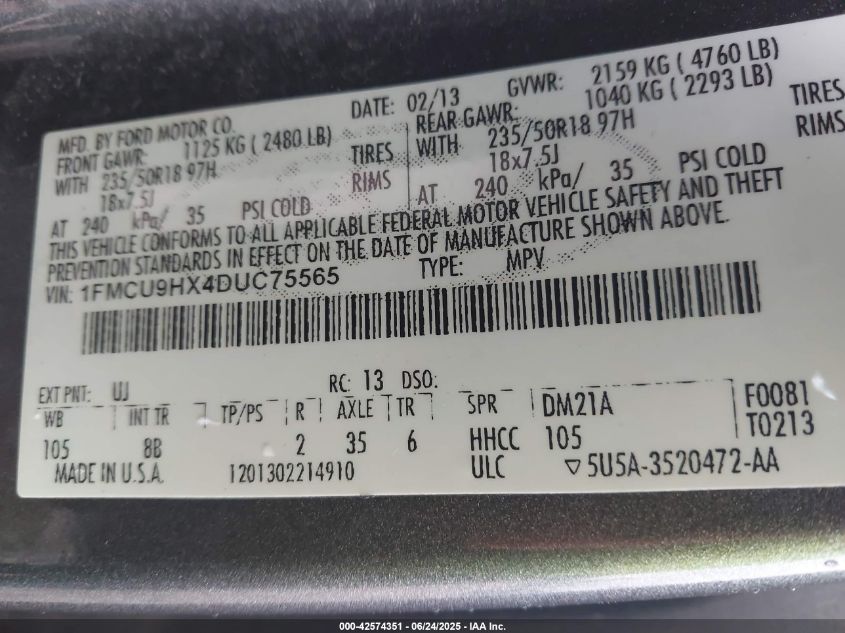 MFD. BY FORD MOTOR CO. DATE: 02/13 GVWR: 2159 KG ( 4760 LB)
FRONT GAWR: 1125 KG ( 2480 LB) REAR GAWR: 1040 KG ( 2293 LB)
WITH 235/50R18 97H TIRES WITH 235/50R18 97H TIRES
18x7.5J RIMS 18x7.5J RIMS
AT 240 kPa/ 35 PSI COLD AT 240 kPa/ 35 PSI COLD
THIS VEHICLE CONFORMS TO ALL APPLICABLE FEDERAL MOTOR VEHICLE SAFETY AND THEFT
PREVENTION STANDARDS IN EFFECT ON THE DATE OF MANUFACTURE SHOWN ABOVE.
VIN: 1FMCU9HX4DUC75565 TYPE: MPV
EXT PNT: UJ RC: 13 DSO:
WB INT TR TP/PS R AXLE TR SPR DM21A F0081
105 8B 2 35 6 HHCC 105 T0213
MADE IN U.S.A. 1201302214910 ULC ▽5U5A-3520472-AA
000-42574351 - 06/24/2025 - IAA Inc.